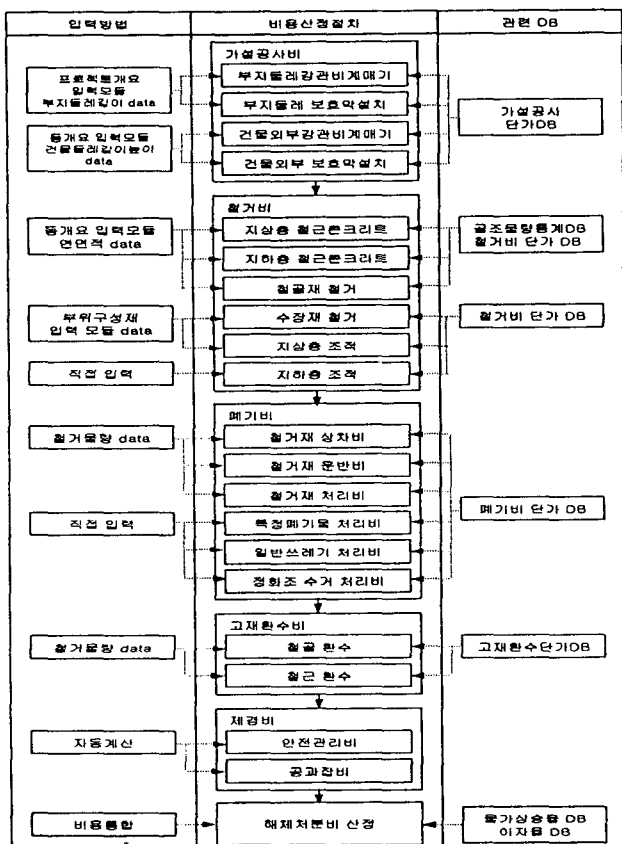 입력방법
비용산정절차
관련 DB
가설공사비
프로젝트개요
입력모듈
부지둘레길이 data
부지둘레강관비계매기
부지둘레 보호막설치
동개요 입력모듈
건물둘레길이높이
data
건물외부강관비계매기
건물외부 보호막설치
가설공사
단가DB
철거비
동개요 입력모듈
연면적 data
지상층 철근콘크리트
지하층 철근콘크리트
철골재 철거
골조물량통계DB
철거비 단가 DB
부위구성재
입력 모듈 data
수장재 철거
지상층 조적
철거비 단가 DB
직접 입력
지하층 조적
폐기비
철거물량 data
철거재 상차비
철거재 운반비
철거재 처리비
직접 입력
특정폐기물 처리비
일반쓰레기 처리비
정화조 수거 처리비
폐기비 단가 DB
고재환수비
철거물량 data
철골 환수
철근 환수
고재환수단가DB
제경비
자동계산
안전관리비
공과잡비
비용통합
해체처분비 산정
물가상승율 DB
이자율 DB